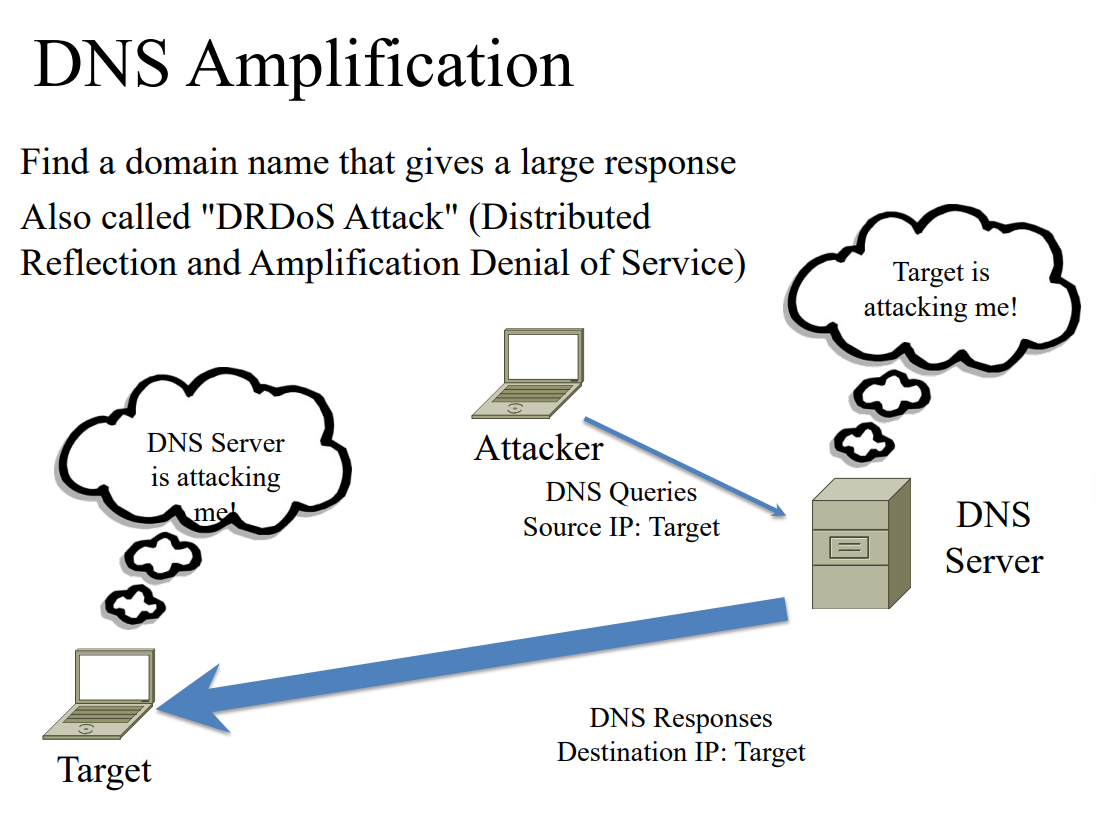 DNS Amplification
Find a domain name that gives a large response
Also called "DRDoS Attack" (Distributed
Reflection and Amplification Denial of Service)
Target is
attacking me!
DNS Server
is attacking
me!
Attacker
DNS Queries
Source IP: Target
DNS
Server
DNS Responses
Destination IP: Target
Target